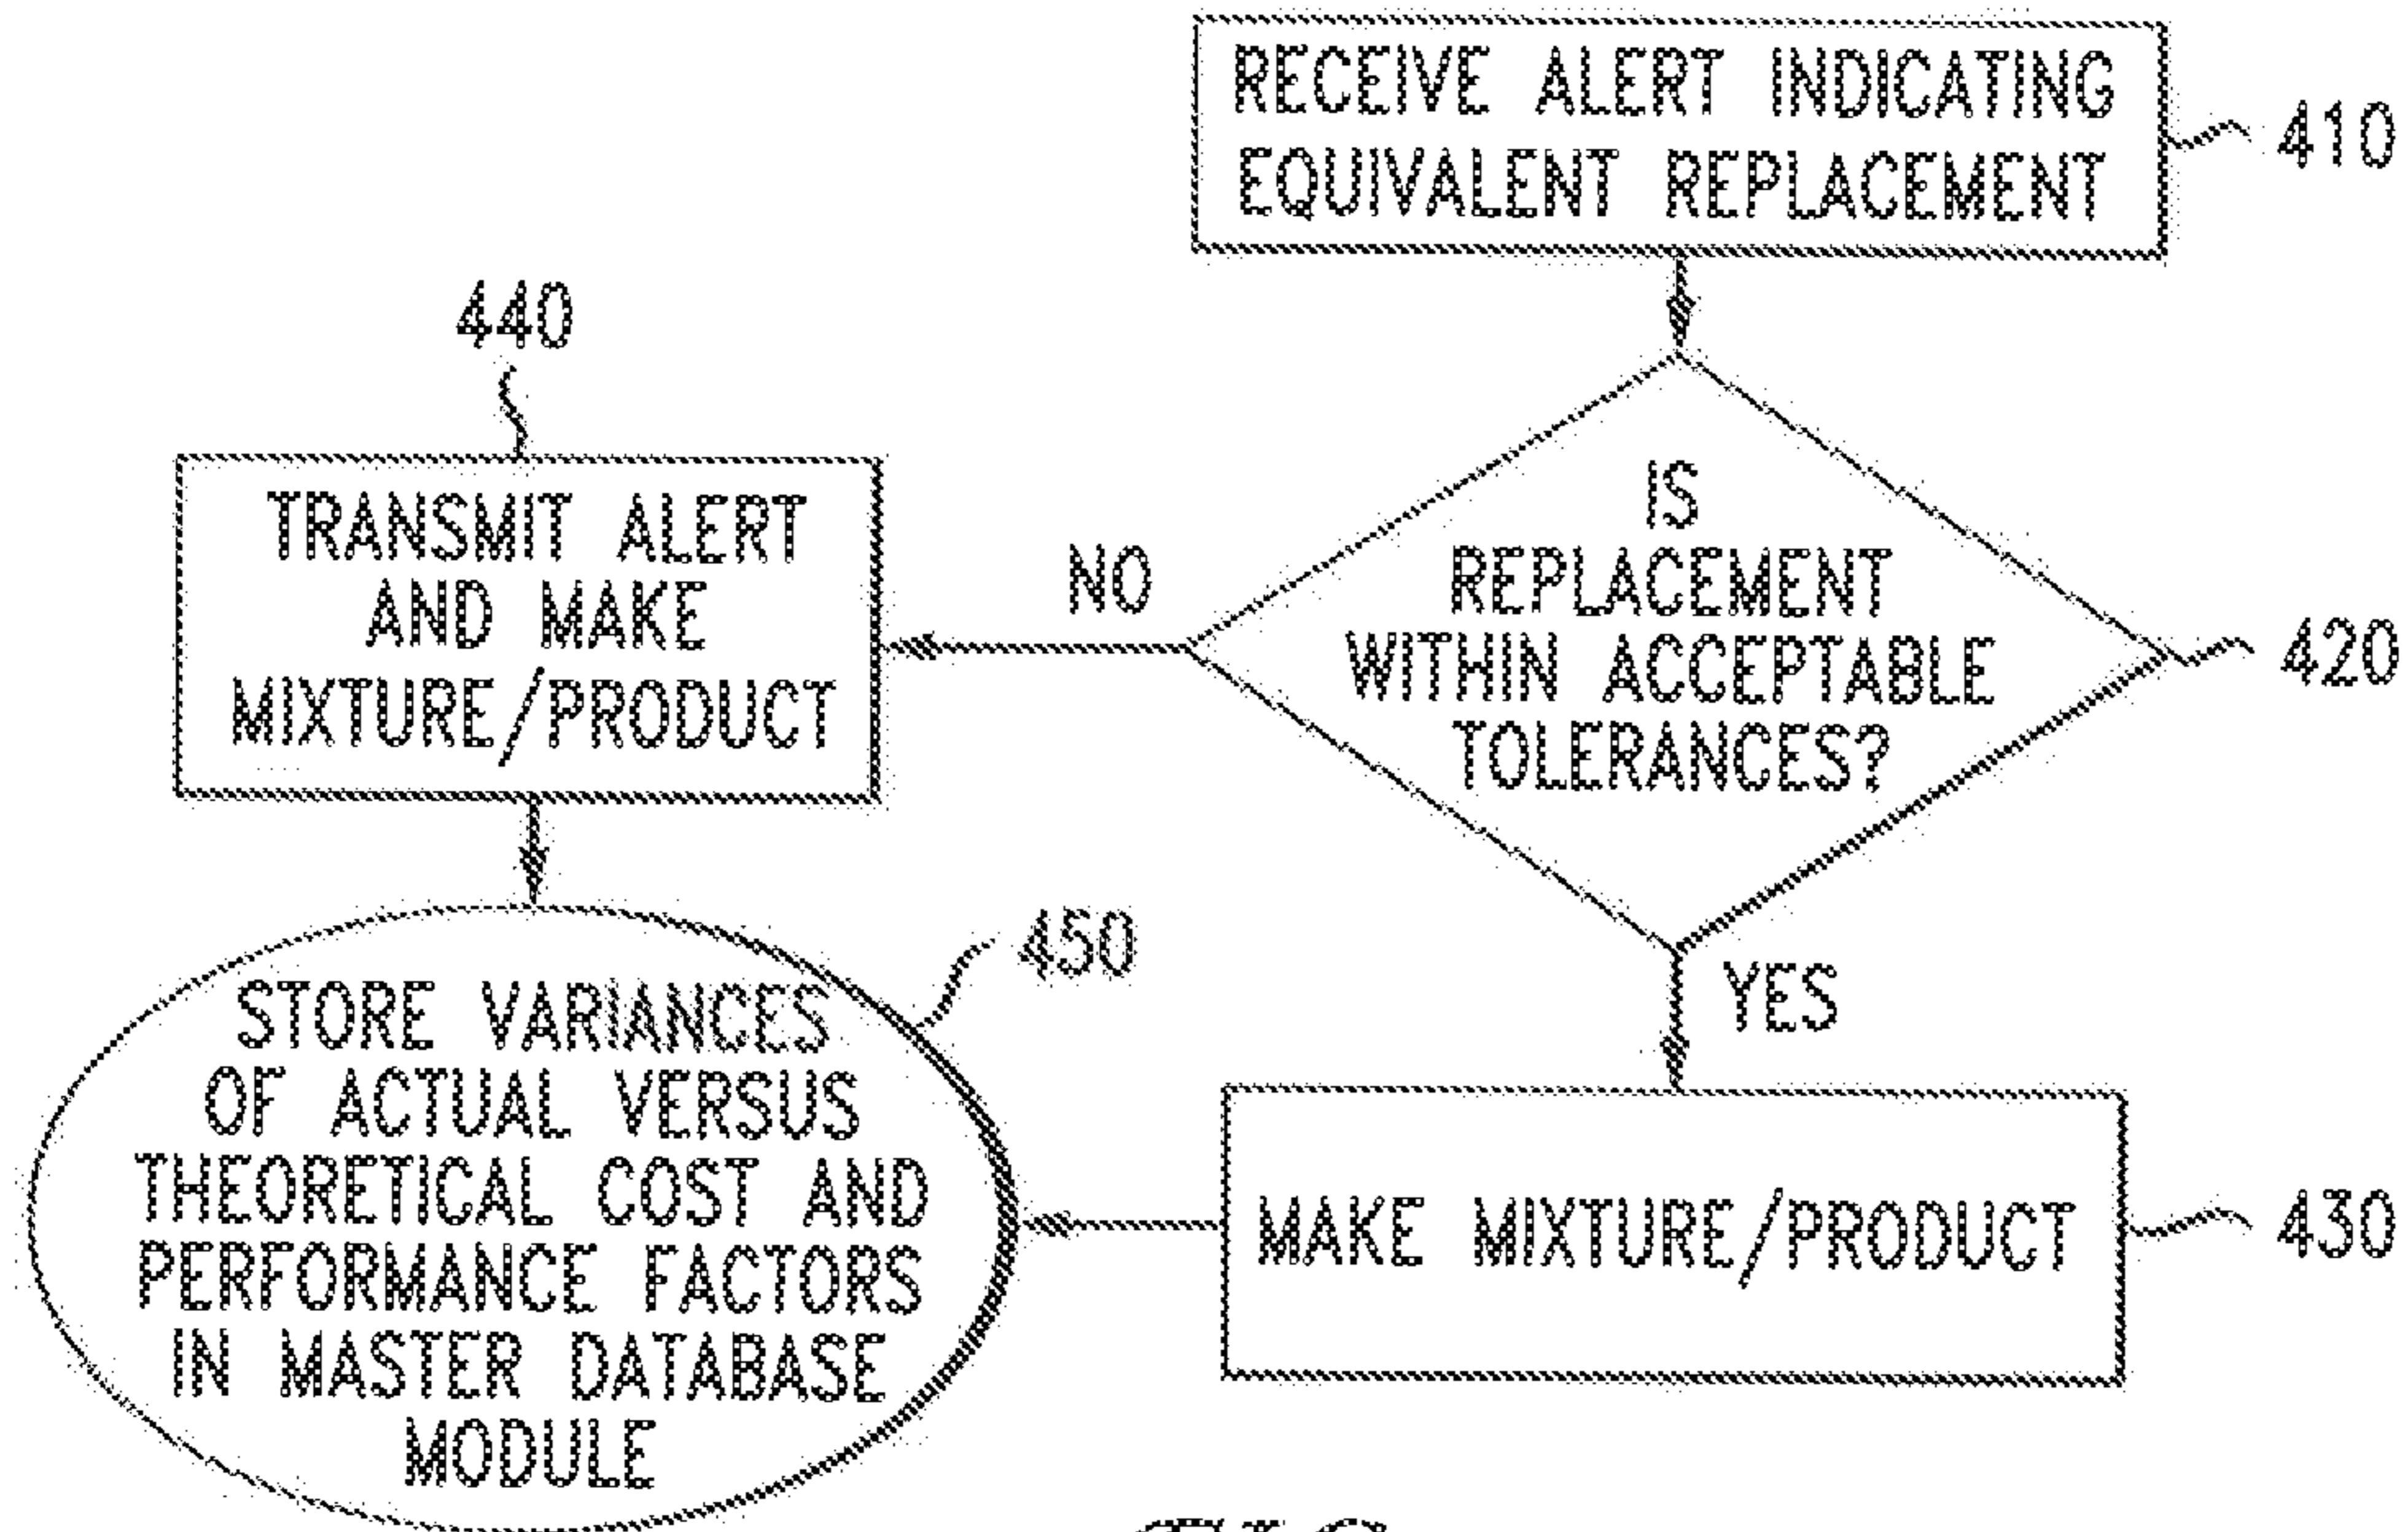 RECEIVE ALERT INDICATING
EQUIVALENT REPLACEMENT
410
440
TRANSMIT ALERT
AND MAKE
MIXTURE/PRODUCT
NO
IS
REPLACEMENT
WITHIN ACCEPTABLE
TOLERANCES?
420
YES
450
STORE VARIANCES
OF ACTUAL VERSUS
THEORETICAL COST AND
PERFORMANCE FACTORS
IN MASTER DATABASE
MODULE
MAKE MIXTURE/PRODUCT
430